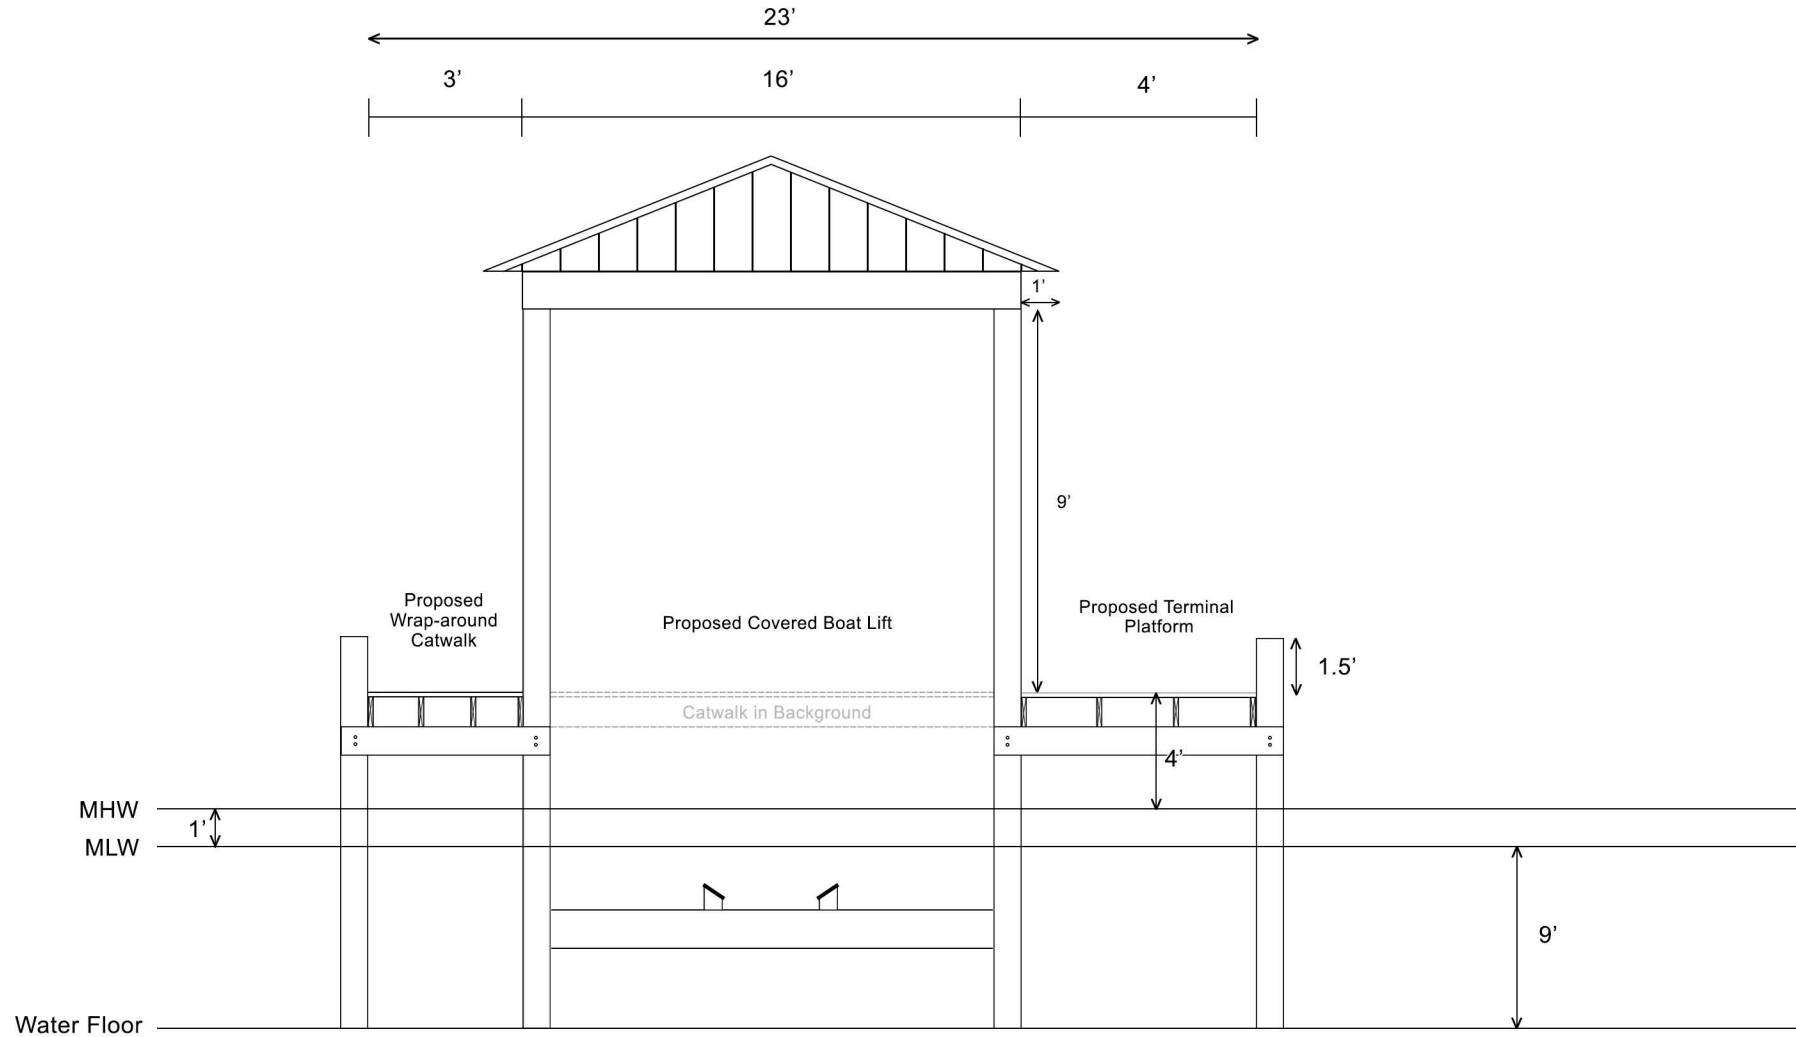 23’
3’
16’
4’
1’
9’
Proposed
Wrap-around
Catwalk
Proposed Covered Boat Lift
Proposed Terminal
Platform
1.5’
Catwalk in Background
4’
MHW
1’
MLW
9’
Water Floor